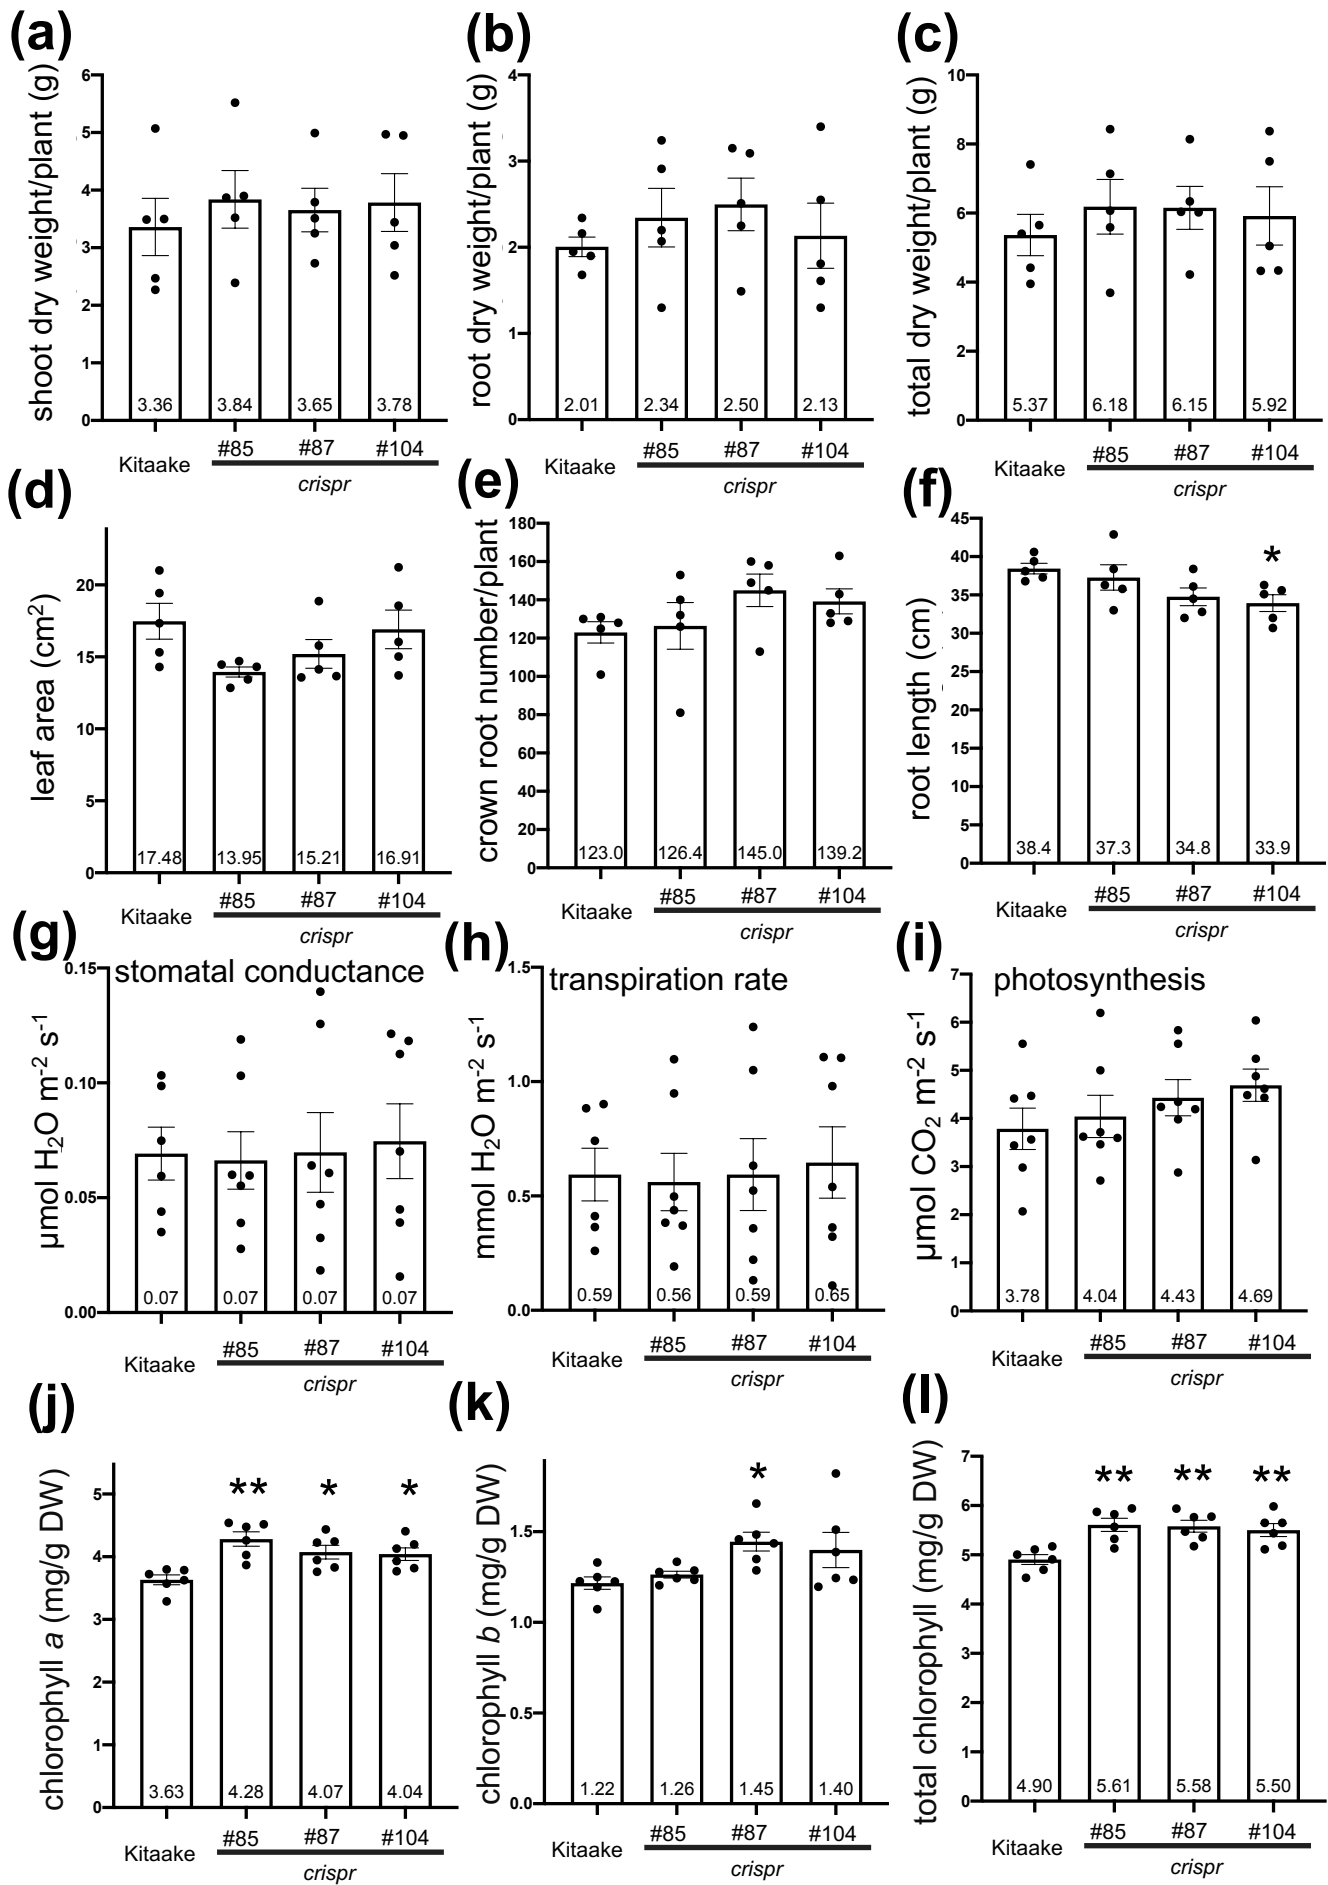 (a)
shoot dry weight/plant (g)
6
5
4
3
2
1
0
3.36 3.84 3.65 3.78
Kitaake #85 #87 #104
crispr
(b)
root dry weight/plant (g)
4
3
2
1
0
2.01 2.34 2.50 2.13
Kitaake #85 #87 #104
crispr
(c)
total dry weight/plant (g)
10
8
6
4
2
0
5.37 6.18 6.15 5.92
Kitaake #85 #87 #104
crispr
(d)
leaf area (cm²)
20
15
10
5
0
17.48 13.95 15.21 16.91
Kitaake #85 #87 #104
crispr
(e)
crown root number/plant
180
160
140
120
100
80
60
40
20
0
123.0 126.4 145.0 139.2
Kitaake #85 #87 #104
crispr
(f)
root length (cm)
45
40
35
30
25
20
15
10
5
0
*
38.4 37.3 34.8 33.9
Kitaake #85 #87 #104
crispr
(g)
stomatal conductance
µmol H₂O m⁻² s⁻¹
0.15
0.10
0.05
0.00
0.07 0.07 0.07 0.07
Kitaake #85 #87 #104
crispr
(h)
transpiration rate
mmol H₂O m⁻² s⁻¹
1.5
1.0
0.5
0.0
0.59 0.56 0.59 0.65
Kitaake #85 #87 #104
crispr
(i)
photosynthesis
µmol CO₂ m⁻² s⁻¹
7
6
5
4
3
2
1
0
3.78 4.04 4.43 4.69
Kitaake #85 #87 #104
crispr
(j)
chlorophyll a (mg/g DW)
5
4
3
2
1
0
** * *
3.63 4.28 4.07 4.04
Kitaake #85 #87 #104
crispr
(k)
chlorophyll b (mg/g DW)
1.5
1.0
0.5
0.0
*
1.22 1.26 1.45 1.40
Kitaake #85 #87 #104
crispr
(l)
total chlorophyll (mg/g DW)
7
6
5
4
3
2
1
0
** ** **
4.90 5.61 5.58 5.50
Kitaake #85 #87 #104
crispr